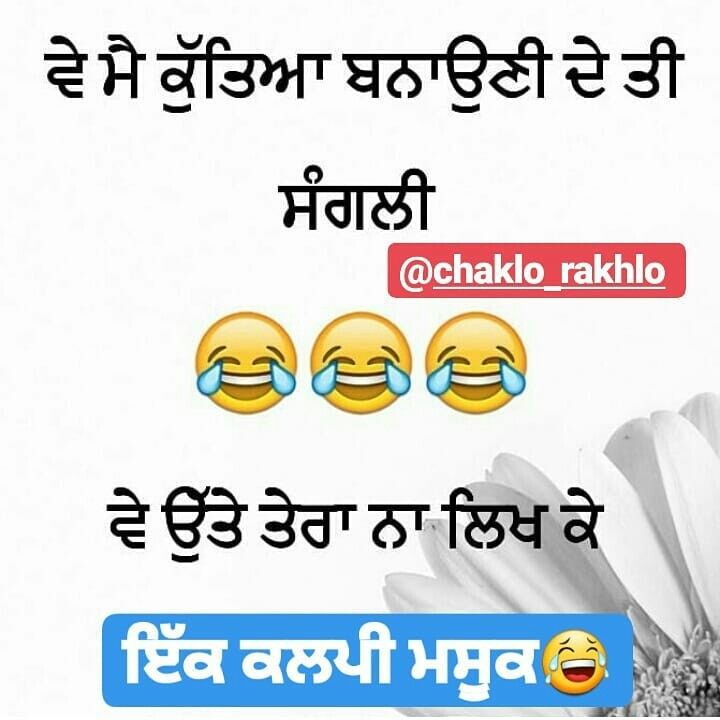 ਵੇ ਮੈ ਕੁੱਤਿਆ ਬਨਾਉਣੀ ਦੇ ਤੀ
ਸੰਗਲੀ
@chaklo_rakhlo
😂😂😂
ਵੇ ਉੱਤੇ ਤੇਰਾ ਨਾ ਲਿਖ ਕੇ
ਇੱਕ ਕਲਪੀ ਮਸ਼ੂਕ😂